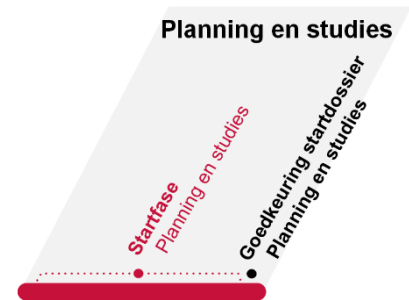 Planning en studies
Startfase
Planning en studies
Goedkeuring startdossier
Planning en studies